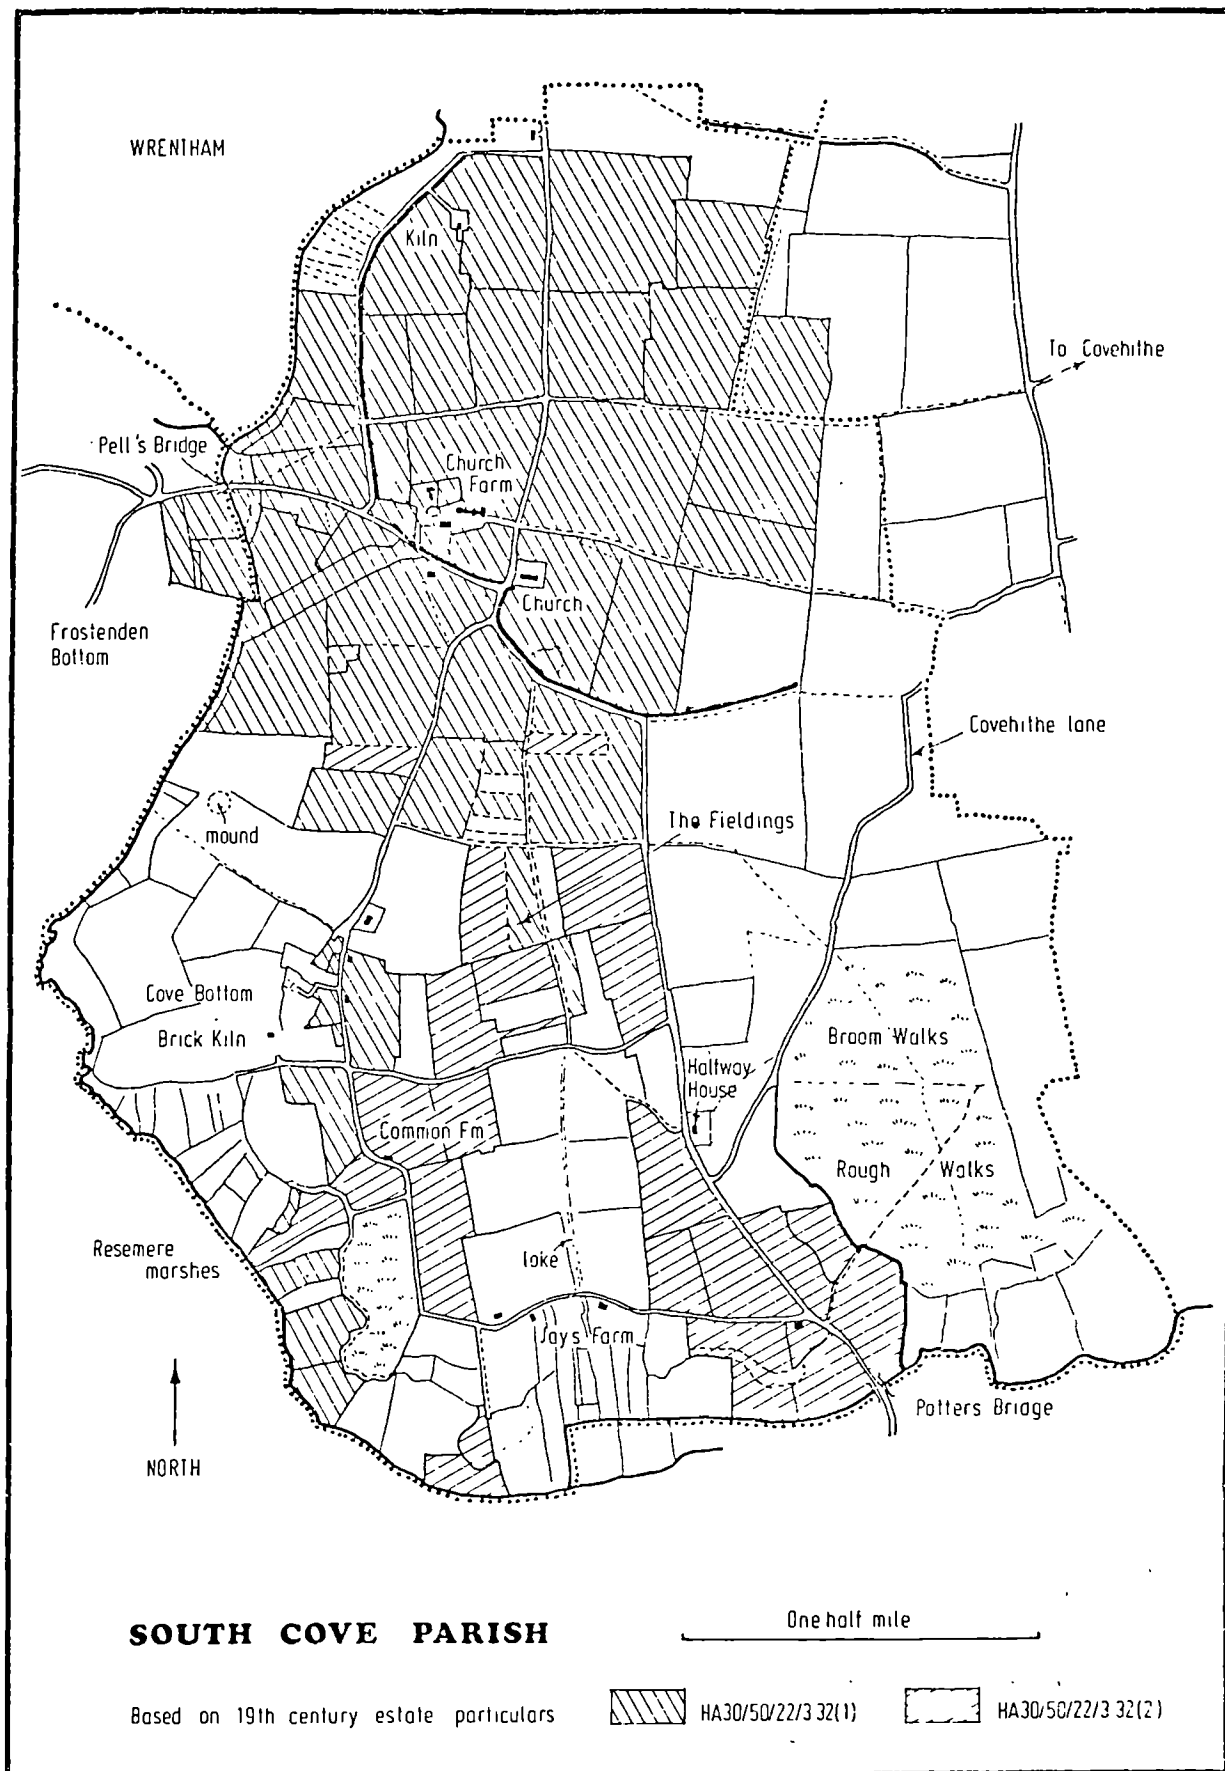 WRENTHAM
Kiln
To Covehithe
Pell's Bridge
Church
Farm
Church
Frostenden
Bottom
Covehithe lane
mound
The Fieldings
Cove Bottom
Brick Kiln
Broom Walks
Halfway
House
Common Fm
Rough Walks
Resemere
marshes
loke
Jays Farm
Potters Bridge
NORTH
SOUTH COVE PARISH
One half mile
Based on 19th century estate particulars
HA30/50/22/3 32(1)
HA30/50/22/3 32(2)